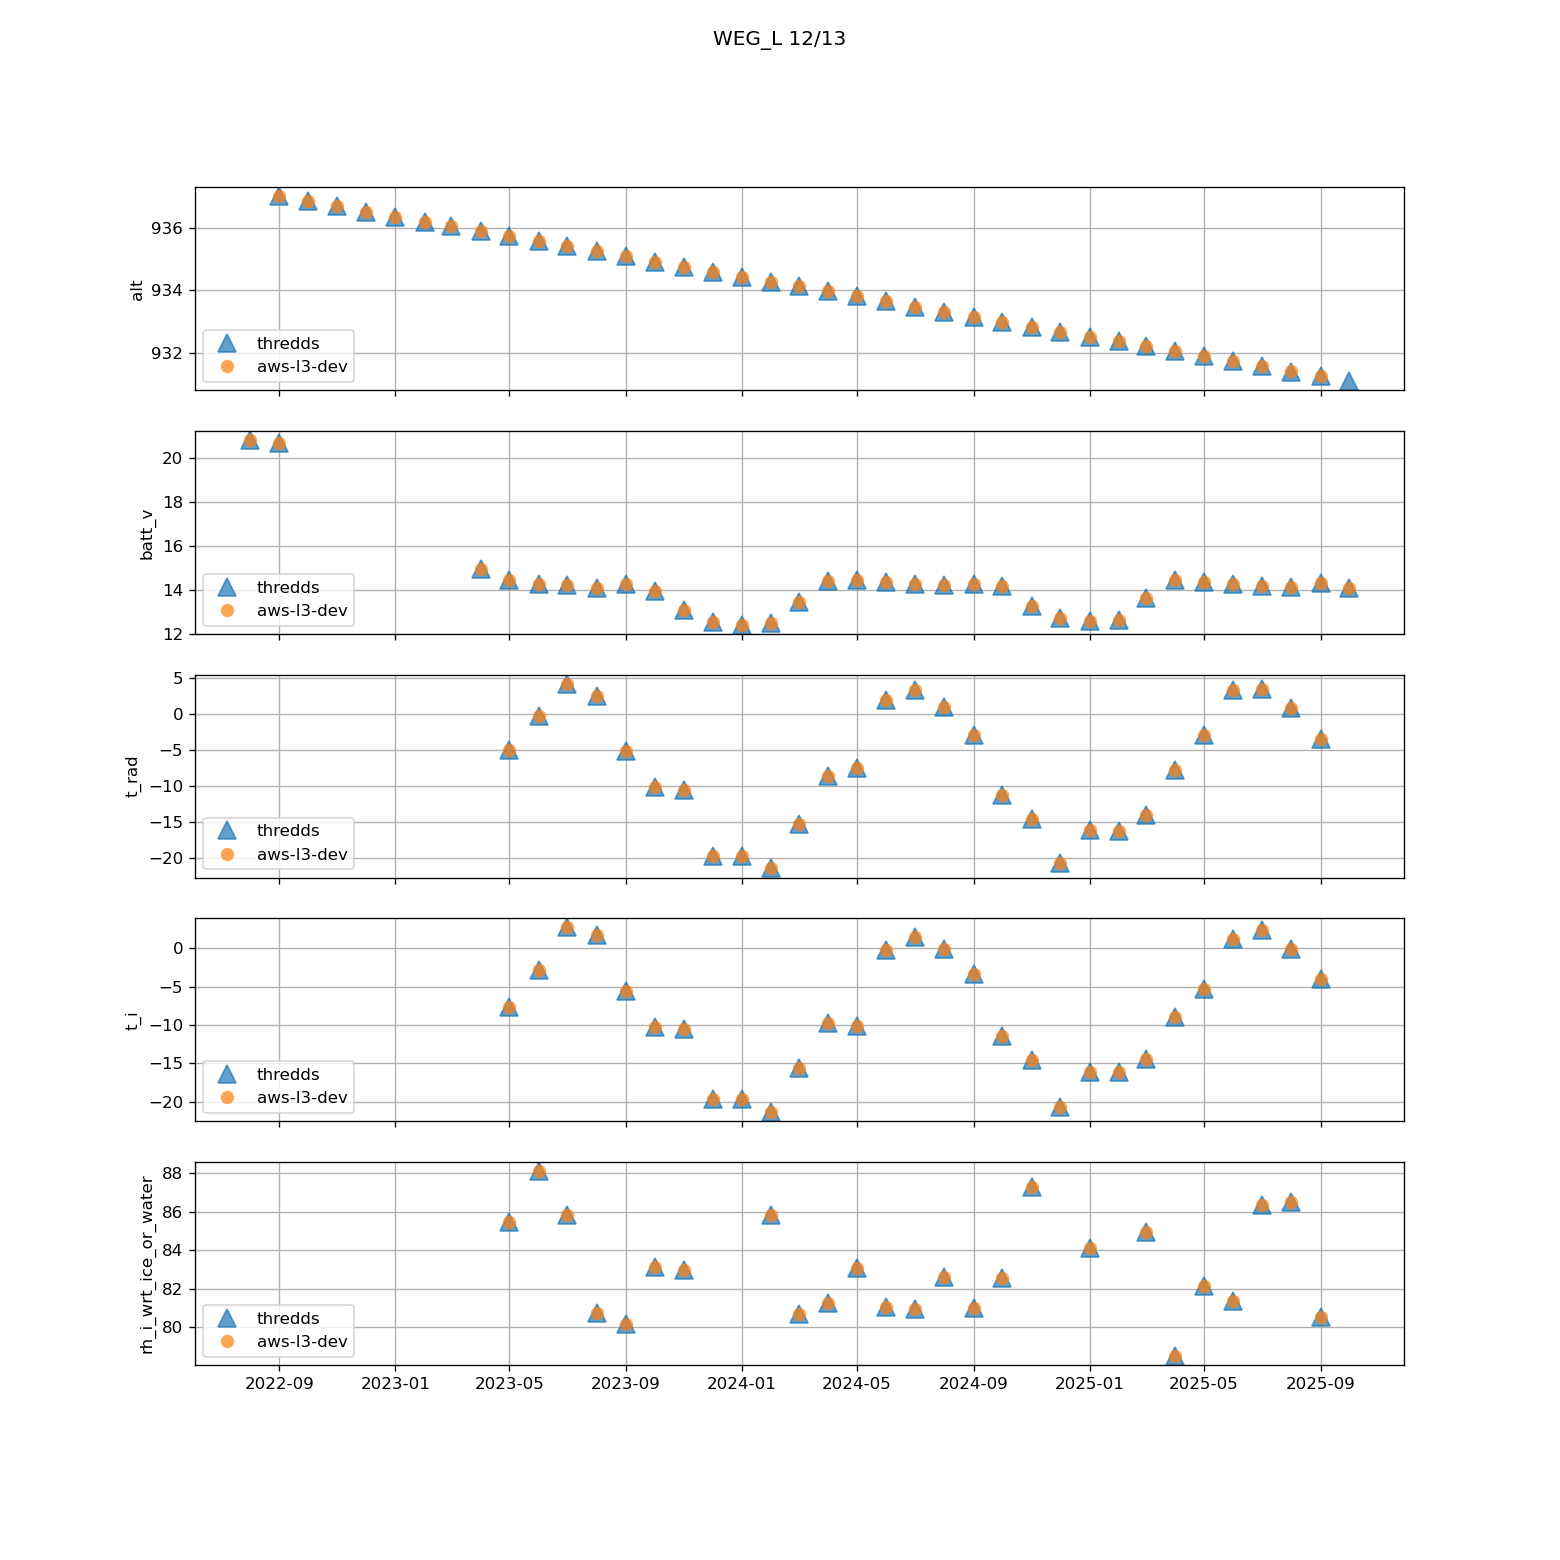 WEG_L 12/13
936
934
932
alt
thredds
aws-l3-dev
20
18
16
14
12
batt_v
thredds
aws-l3-dev
5
0
−5
−10
−15
−20
t_rad
thredds
aws-l3-dev
0
−5
−10
−15
−20
t_i
thredds
aws-l3-dev
88
86
84
82
80
rh_i_wrt_ice_or_water
thredds
aws-l3-dev
2022-09 2023-01 2023-05 2023-09 2024-01 2024-05 2024-09 2025-01 2025-05 2025-09